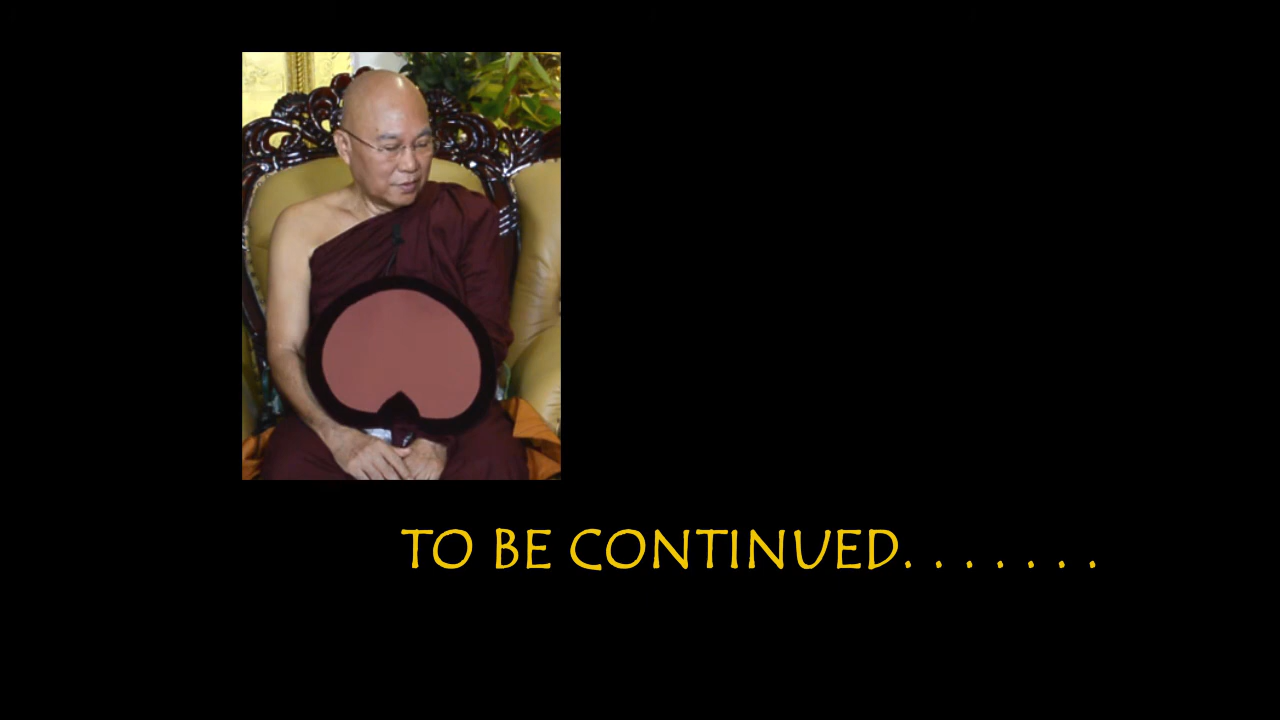 TO BE CONTINUED. . . . . . .